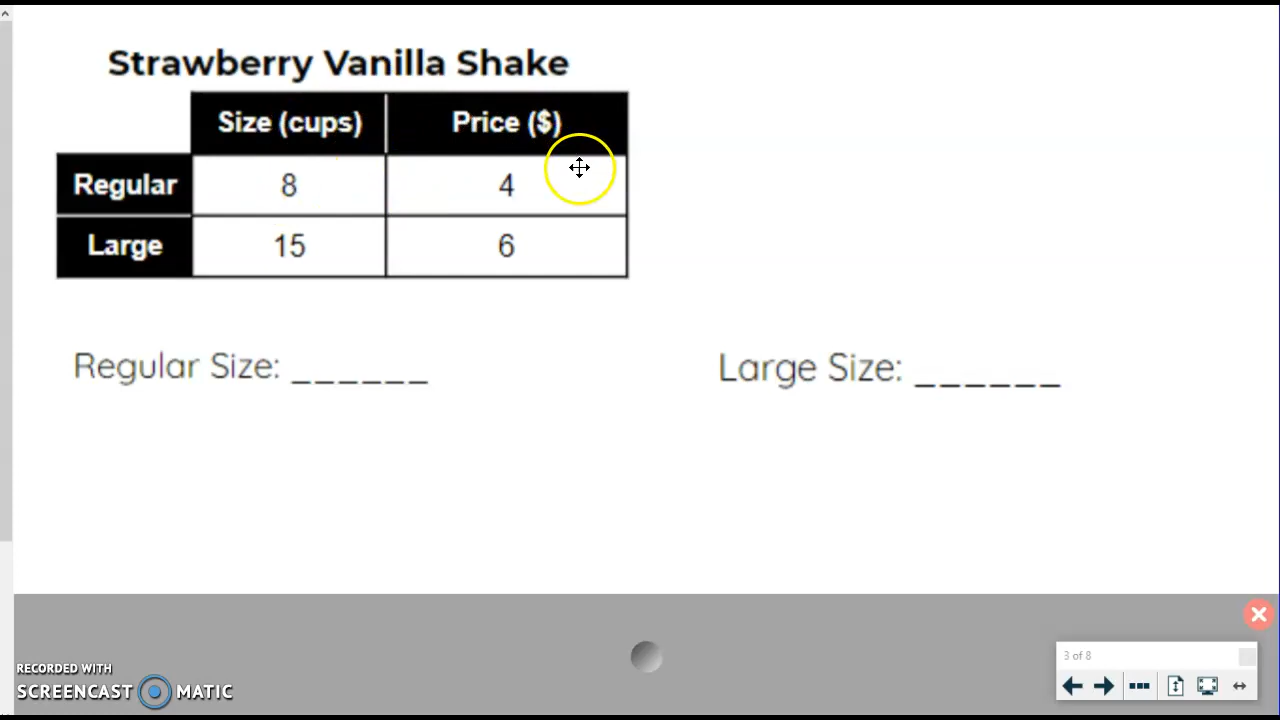 Strawberry Vanilla Shake
Size (cups) Price ($)
Regular 8 4
Large 15 6
Regular Size: ______
Large Size: ______
3 of 8
RECORDED WITH
SCREENCAST MATIC